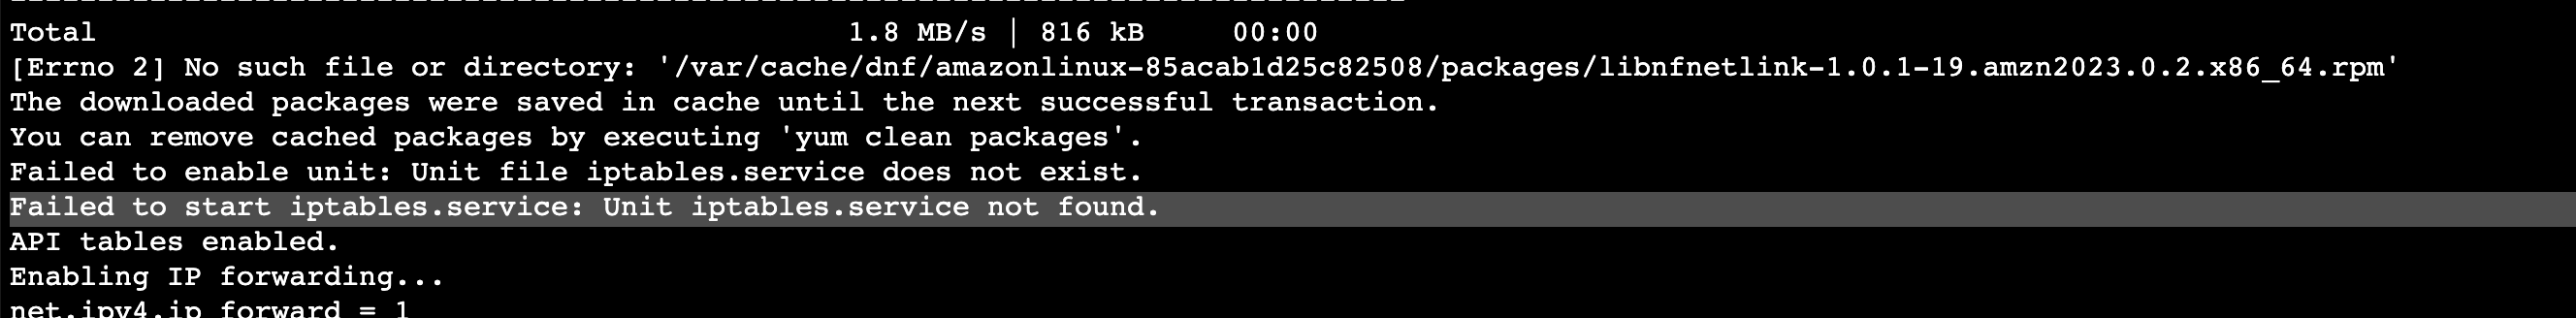 Total 1.8 MB/s | 816 kB 00:00
[Errno 2] No such file or directory: '/var/cache/dnf/amazonlinux-85acab1d25c82508/packages/libnfnetlink-1.0.1-19.amzn2023.0.2.x86_64.rpm'
The downloaded packages were saved in cache until the next successful transaction.
You can remove cached packages by executing 'yum clean packages'.
Failed to enable unit: Unit file iptables.service does not exist.
Failed to start iptables.service: Unit iptables.service not found.
API tables enabled.
Enabling IP forwarding...
net.ipv4.ip_forward = 1